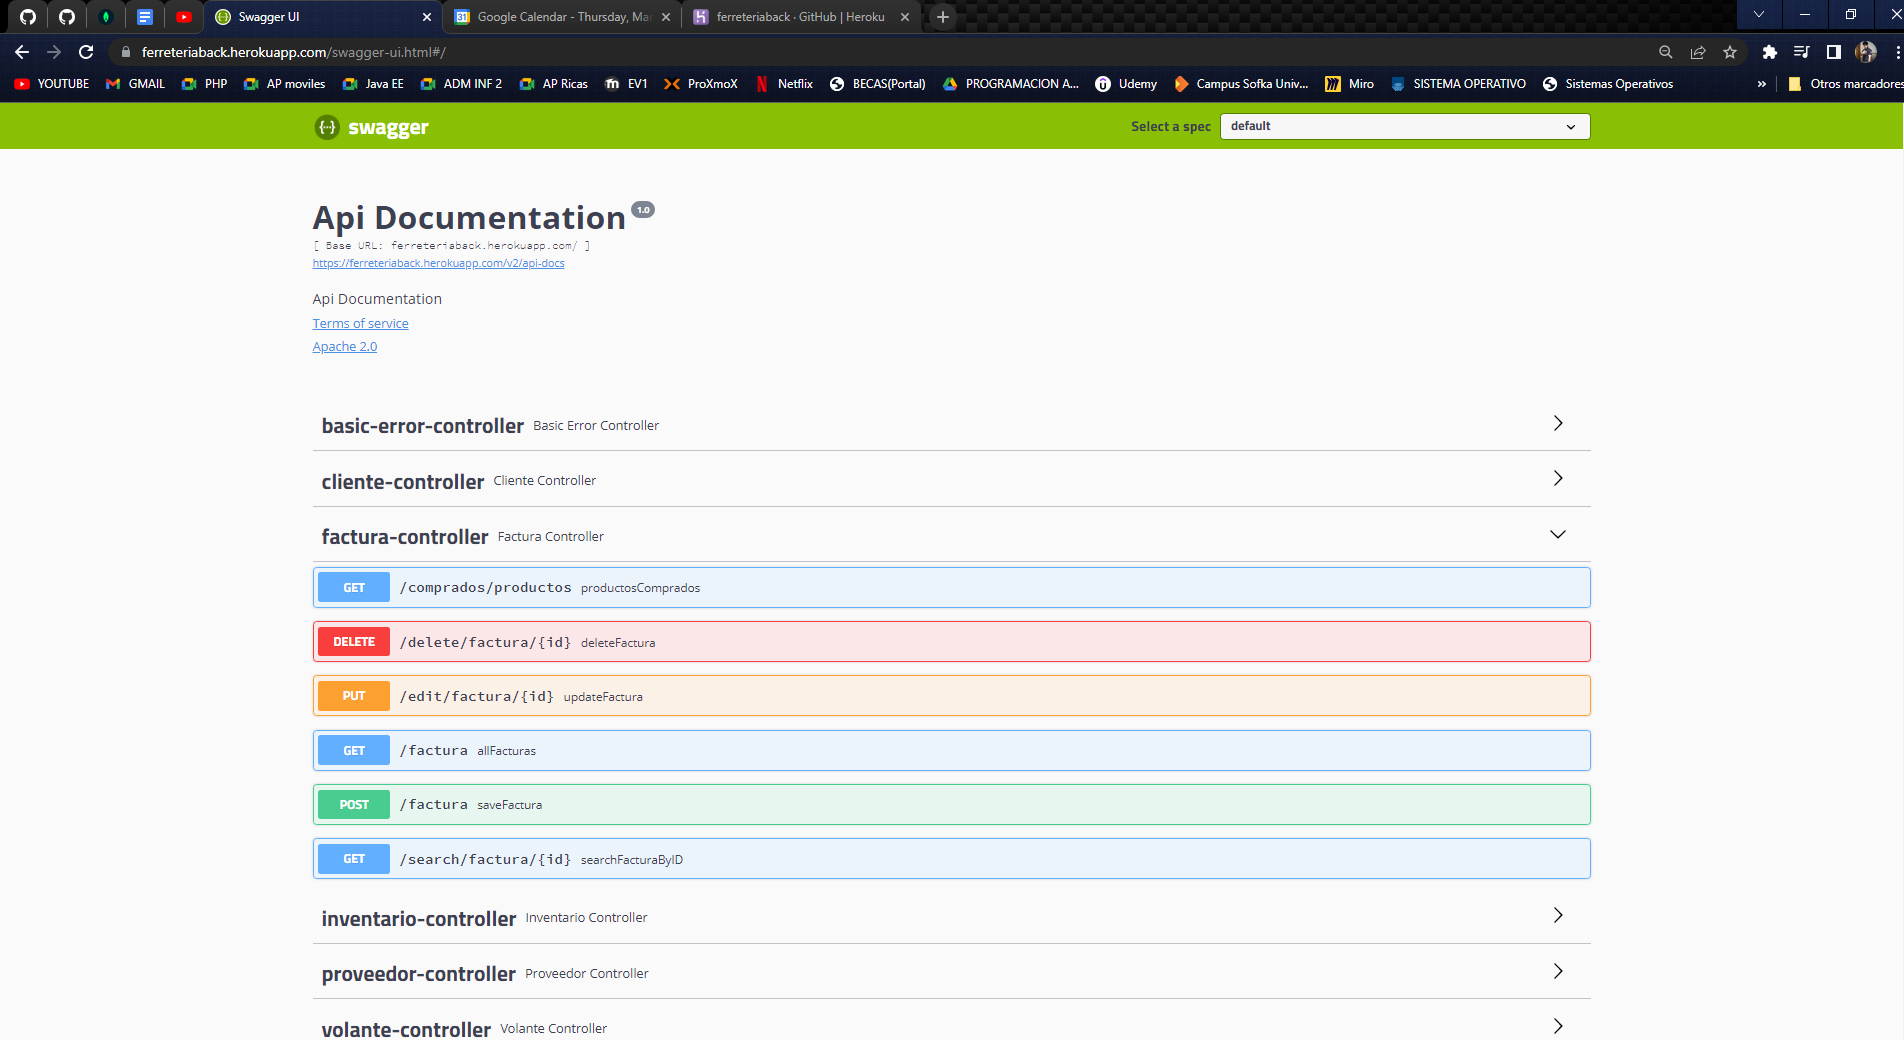 Swagger UI
Google Calendar - Thursday, Mar
ferreteriaback · GitHub | Heroku
ferreteriaback.herokuapp.com/swagger-ui.html#/
YOUTUBE GMAIL PHP AP moviles Java EE ADM INF 2 AP Ricas EV1 ProXmoX Netflix BECAS(Portal) PROGRAMACION A... Udemy Campus Sofka Univ... Miro SISTEMA OPERATIVO Sistemas Operativos » Otros marcadores
swagger
Select a spec default
Api Documentation 1.0
[ Base URL: ferreteriaback.herokuapp.com/ ]
https://ferreteriaback.herokuapp.com/v2/api-docs
Api Documentation
Terms of service
Apache 2.0
basic-error-controller Basic Error Controller
cliente-controller Cliente Controller
factura-controller Factura Controller
GET /comprados/productos productosComprados
DELETE /delete/factura/{id} deleteFactura
PUT /edit/factura/{id} updateFactura
GET /factura allFacturas
POST /factura saveFactura
GET /search/factura/{id} searchFacturaByID
inventario-controller Inventario Controller
proveedor-controller Proveedor Controller
volante-controller Volante Controller